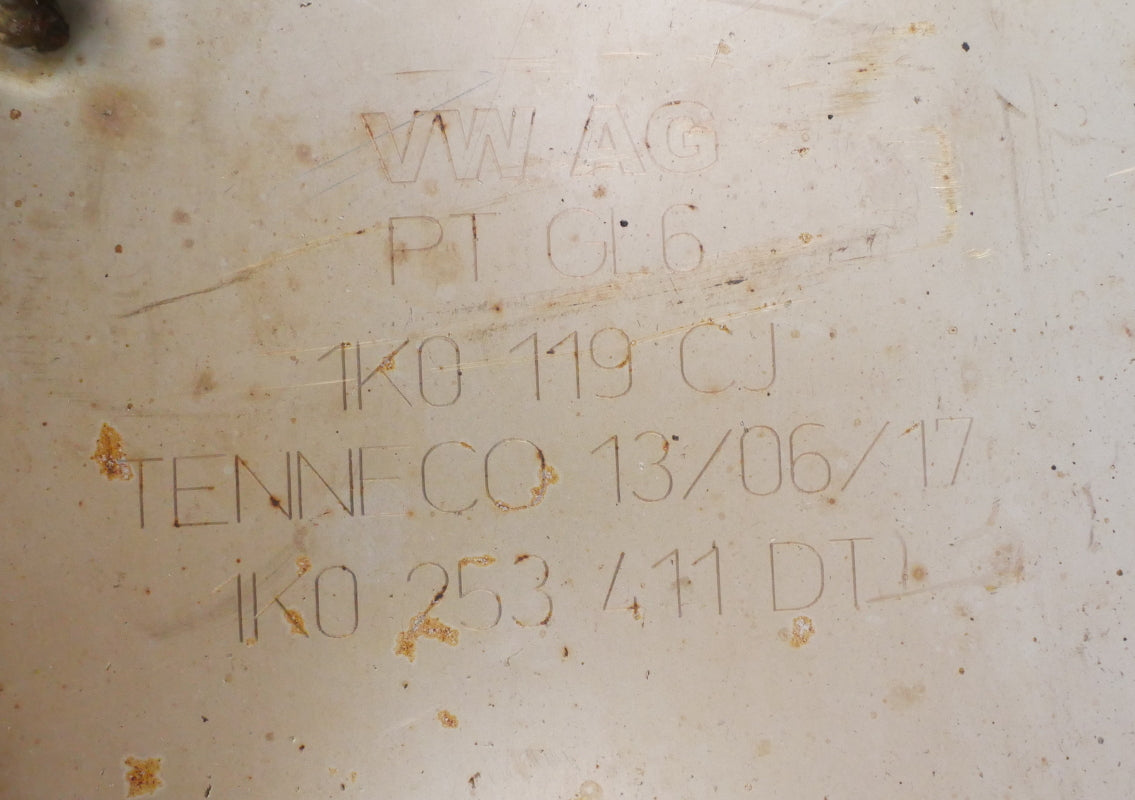 VW AG
PT GL6
1K0 119 CJ
TENNECO 13/06/17
1K0 253 411 DT